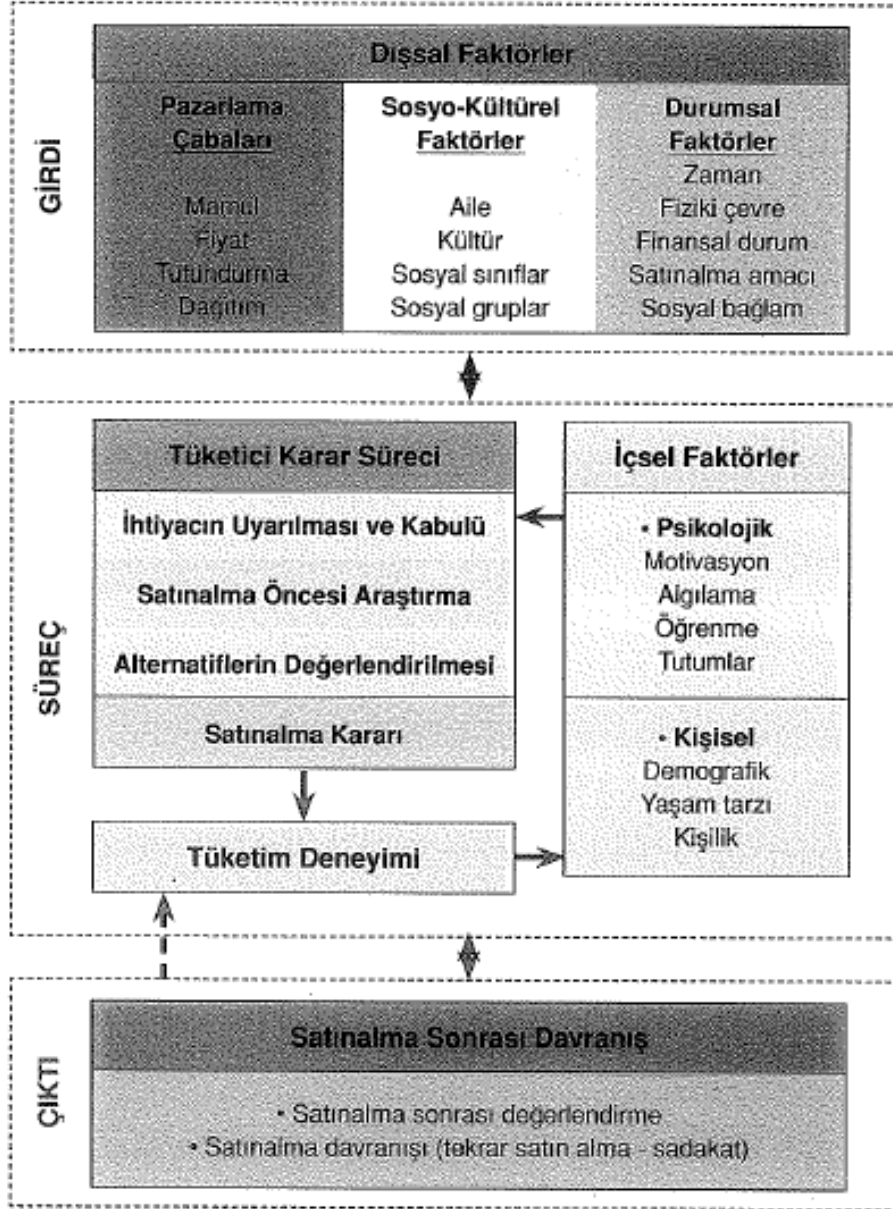 GİRDİ
Dışsal Faktörler
Pazarlama
Çabaları
Mamul
Fiyat
Tutundurma
Dağıtım
Sosyo-Kültürel
Faktörler
Aile
Kültür
Sosyal sınıflar
Sosyal gruplar
Durumsal
Faktörler
Zaman
Fiziki çevre
Finansal durum
Satınalma amacı
Sosyal bağlam
SÜREÇ
Tüketici Karar Süreci
İhtiyacın Uyarılması ve Kabulü
Satınalma Öncesi Araştırma
Alternatiflerin Değerlendirilmesi
Satınalma Kararı
Tüketim Deneyimi
İçsel Faktörler
• Psikolojik
Motivasyon
Algılama
Öğrenme
Tutumlar
• Kişisel
Demografik
Yaşam tarzı
Kişilik
ÇIKTI
Satınalma Sonrası Davranış
• Satınalma sonrası değerlendirme
• Satınalma davranışı (tekrar satın alma - sadakat)